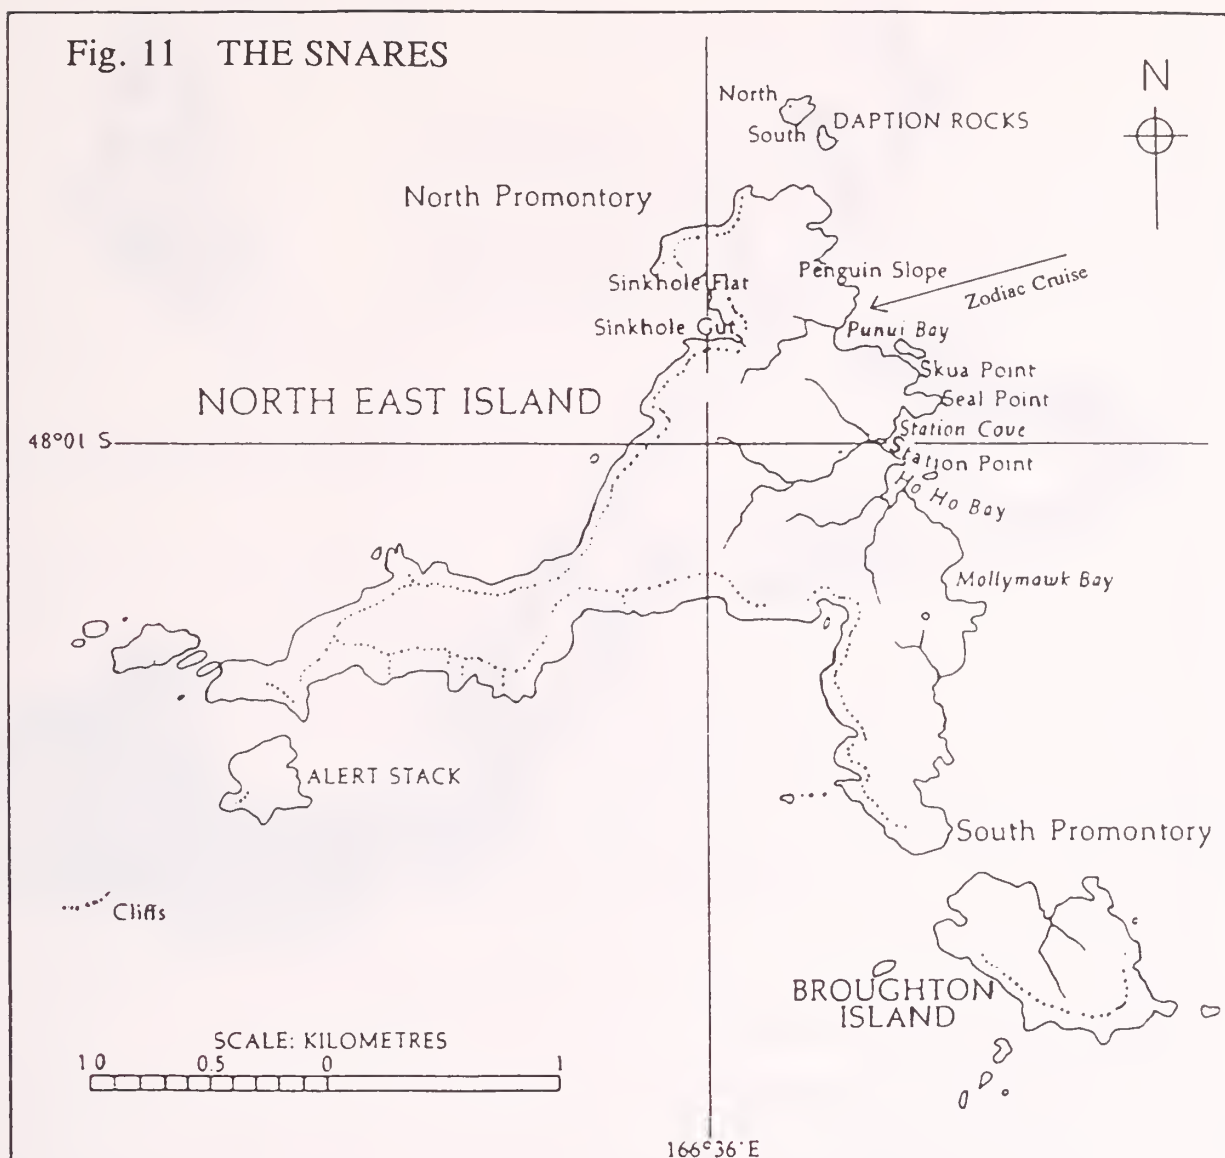 Fig. 11 THE SNARES
N
North
South
DAPTION ROCKS
North Promontory
Penguin Slope
Sinkhole Flat
Zodiac Cruise
Sinkhole Gut
Punui Bay
Skua Point
NORTH EAST ISLAND
Seal Point
Station Cove
48°01 S
Station Point
Ho Ho Bay
Mollymawk Bay
ALERT STACK
South Promontory
Cliffs
BROUGHTON
ISLAND
SCALE: KILOMETRES
1 0 0.5 0 1
166°36'E